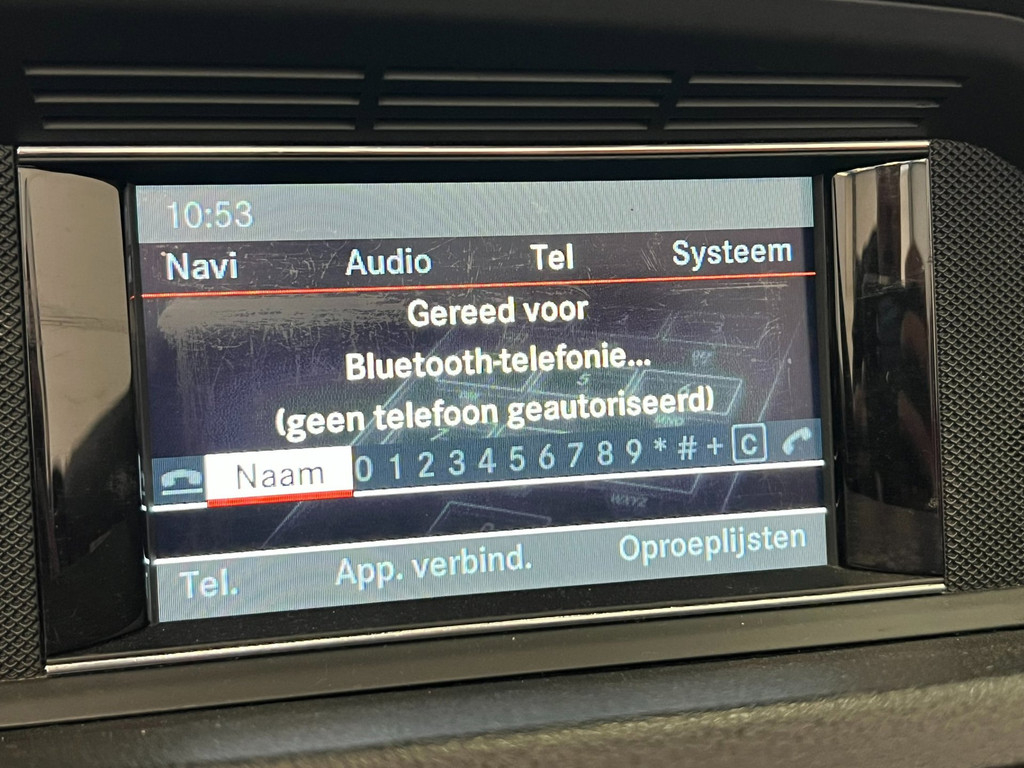 10:53
Navi Audio Tel Systeem
Gereed voor
Bluetooth-telefonie...
(geen telefoon geautoriseerd)
Naam 0 1 2 3 4 5 6 7 8 9 * # + C
Tel. App. verbind. Oproeplijsten